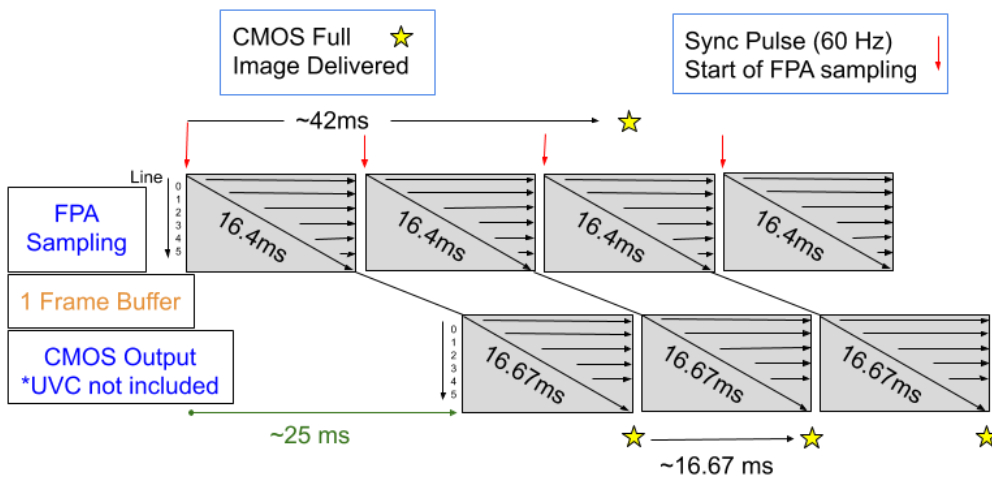 CMOS Full
Image Delivered
Sync Pulse (60 Hz)
Start of FPA sampling
~42ms
Line
0
1
2
3
4
5
FPA
Sampling
16.4ms
16.4ms
16.4ms
16.4ms
1 Frame Buffer
CMOS Output
*UVC not included
0
1
2
3
4
5
16.67ms
16.67ms
16.67ms
~25 ms
~16.67 ms